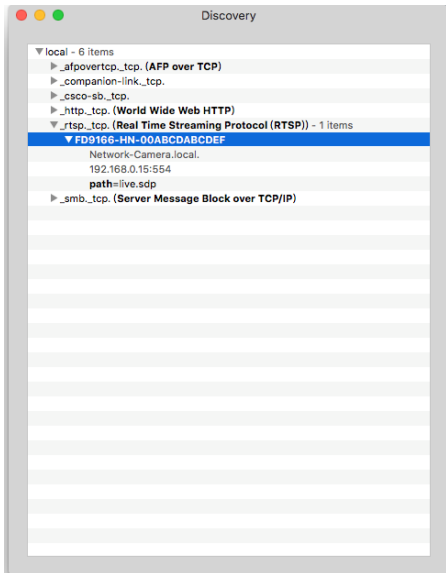 Discovery
local - 6 items
_afpovertcp._tcp. (AFP over TCP)
_companion-link._tcp.
_csco-sb._tcp.
_http._tcp. (World Wide Web HTTP)
_rtsp._tcp. (Real Time Streaming Protocol (RTSP)) - 1 items
FD9166-HN-00ABCDABCDEF
Network-Camera.local.
192.168.0.15:554
path=live.sdp
_smb._tcp. (Server Message Block over TCP/IP)